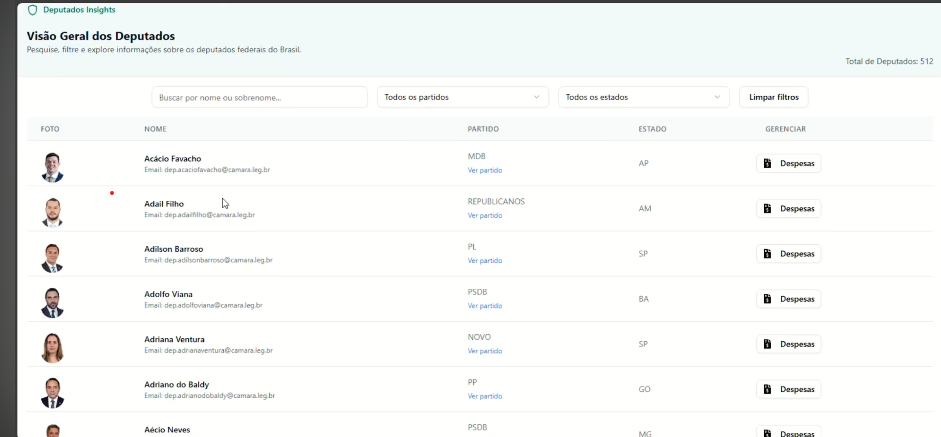 Deputados Insights
Visão Geral dos Deputados
Pesquise, filtre e explore informações sobre os deputados federais do Brasil.
Total de Deputados: 512
Buscar por nome ou sobrenome... Todos os partidos Todos os estados Limpar filtros
FOTO NOME PARTIDO ESTADO GERENCIAR
Acácio Favacho MDB AP Despesas
Email: dep.acaciofavacho@camara.leg.br Ver partido
Adail Filho REPUBLICANOS AM Despesas
Email: dep.adailfilho@camara.leg.br Ver partido
Adilson Barroso PL SP Despesas
Email: dep.adilsonbarroso@camara.leg.br Ver partido
Adolfo Viana PSDB BA Despesas
Email: dep.adolfoviana@camara.leg.br Ver partido
Adriana Ventura NOVO SP Despesas
Email: dep.adrianaventura@camara.leg.br Ver partido
Adriano do Baldy PP GO Despesas
Email: dep.adrianodobaldy@camara.leg.br Ver partido
Aécio Neves PSDB MG Despesas